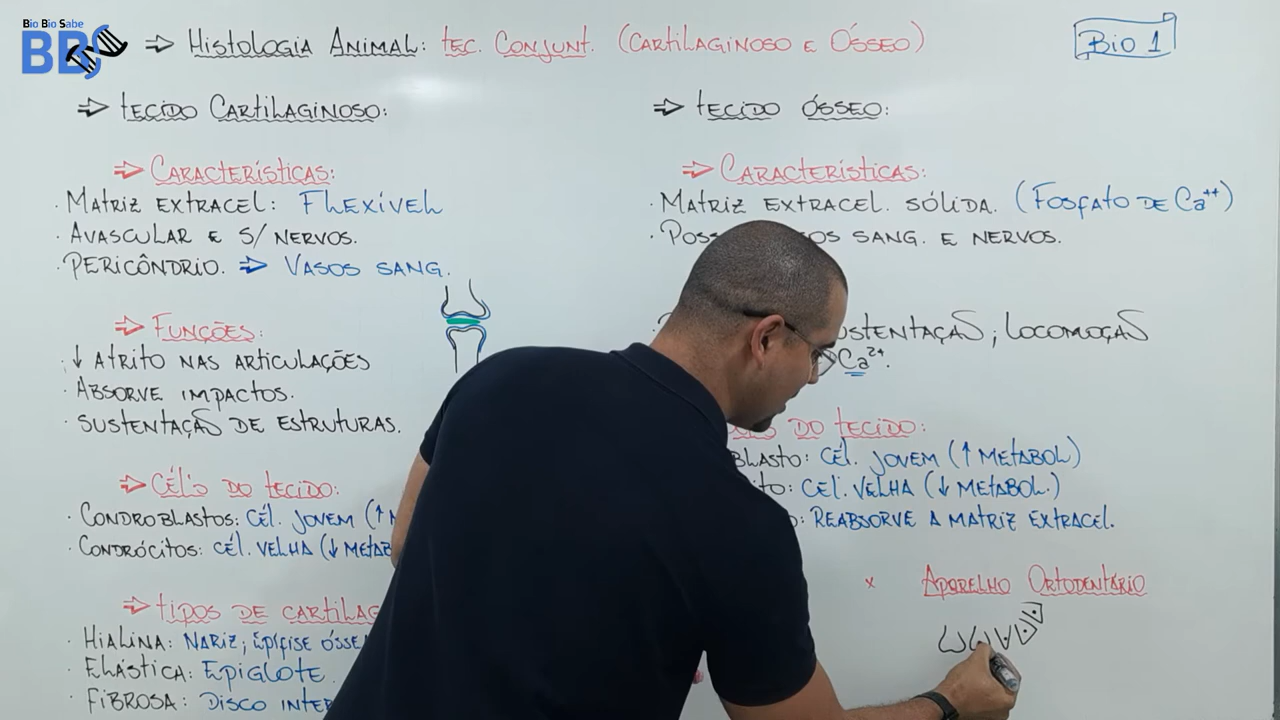 Bio Bio Sabe
BBS
⇒ Histologia Animal: tec. Conjunt. (Cartilaginoso e Ósseo)
Bio 1
⇒ tecido Cartilaginoso:
⇒ Características:
· Matriz extracel: Flexível
· Avascular e s/ nervos.
· Pericôndrio. ⇒ Vasos sang.
⇒ Funções:
· ↓ Atrito nas articulações
· Absorve impactos.
· Sustentação de estruturas.
⇒ Cél's do tecido:
· Condroblastos: Cél. jovem (↑ M
· Condrócitos: cél. velha (↓ Metab
⇒ tipos de cartilag
· Hialina: Nariz; Epífise ósse
· Elástica: Epiglote.
· Fibrosa: Disco inter
⇒ tecido ósseo:
⇒ Características:
· Matriz extracel. sólida. (Fosfato de Ca⁺⁺)
· Poss os sang. e nervos.
ustentação; locomoção
Ca²⁺.
do tecido:
blasto: cél. jovem (↑ metabol)
ito: cél. velha (↓ metabol.)
o: Reabsorve a matriz extracel.
x Aparelho Ortodentário